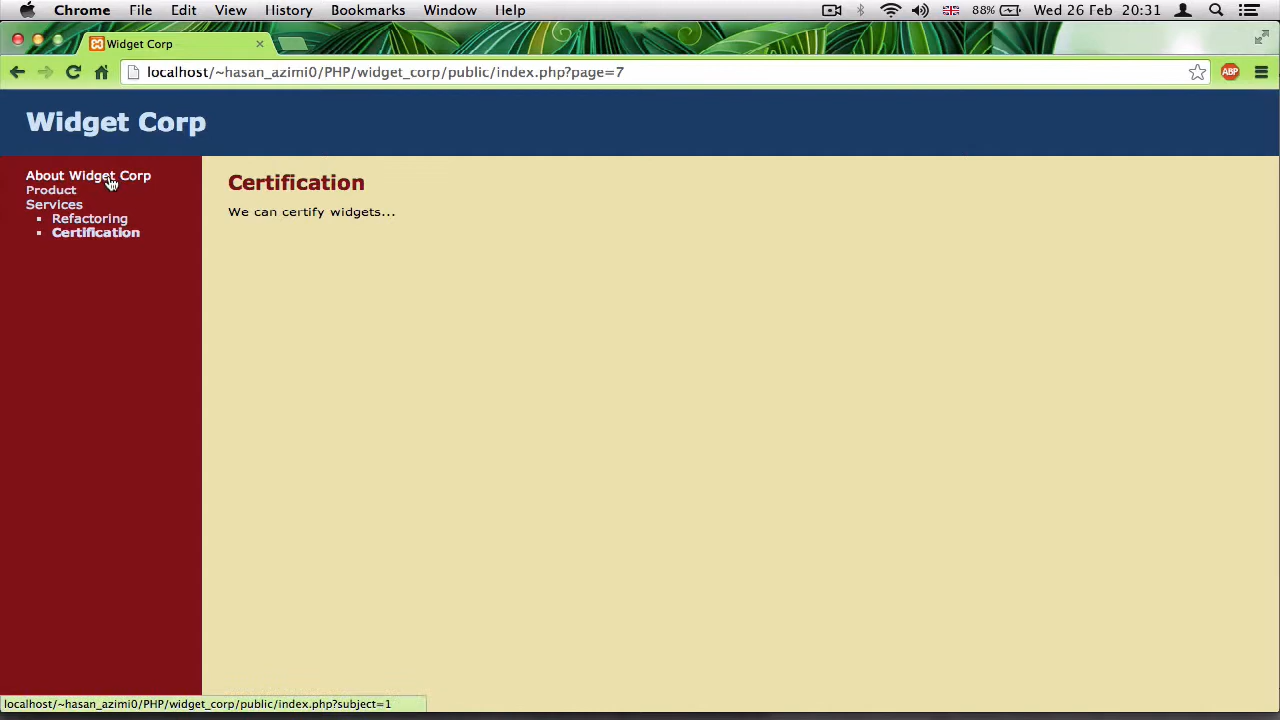 Chrome File Edit View History Bookmarks Window Help 88% Wed 26 Feb 20:31
Widget Corp
localhost/~hasan_azimi0/PHP/widget_corp/public/index.php?page=7
ABP
Widget Corp
About Widget Corp
Product
Services
Refactoring
Certification
Certification
We can certify widgets...
localhost/~hasan_azimi0/PHP/widget_corp/public/index.php?subject=1